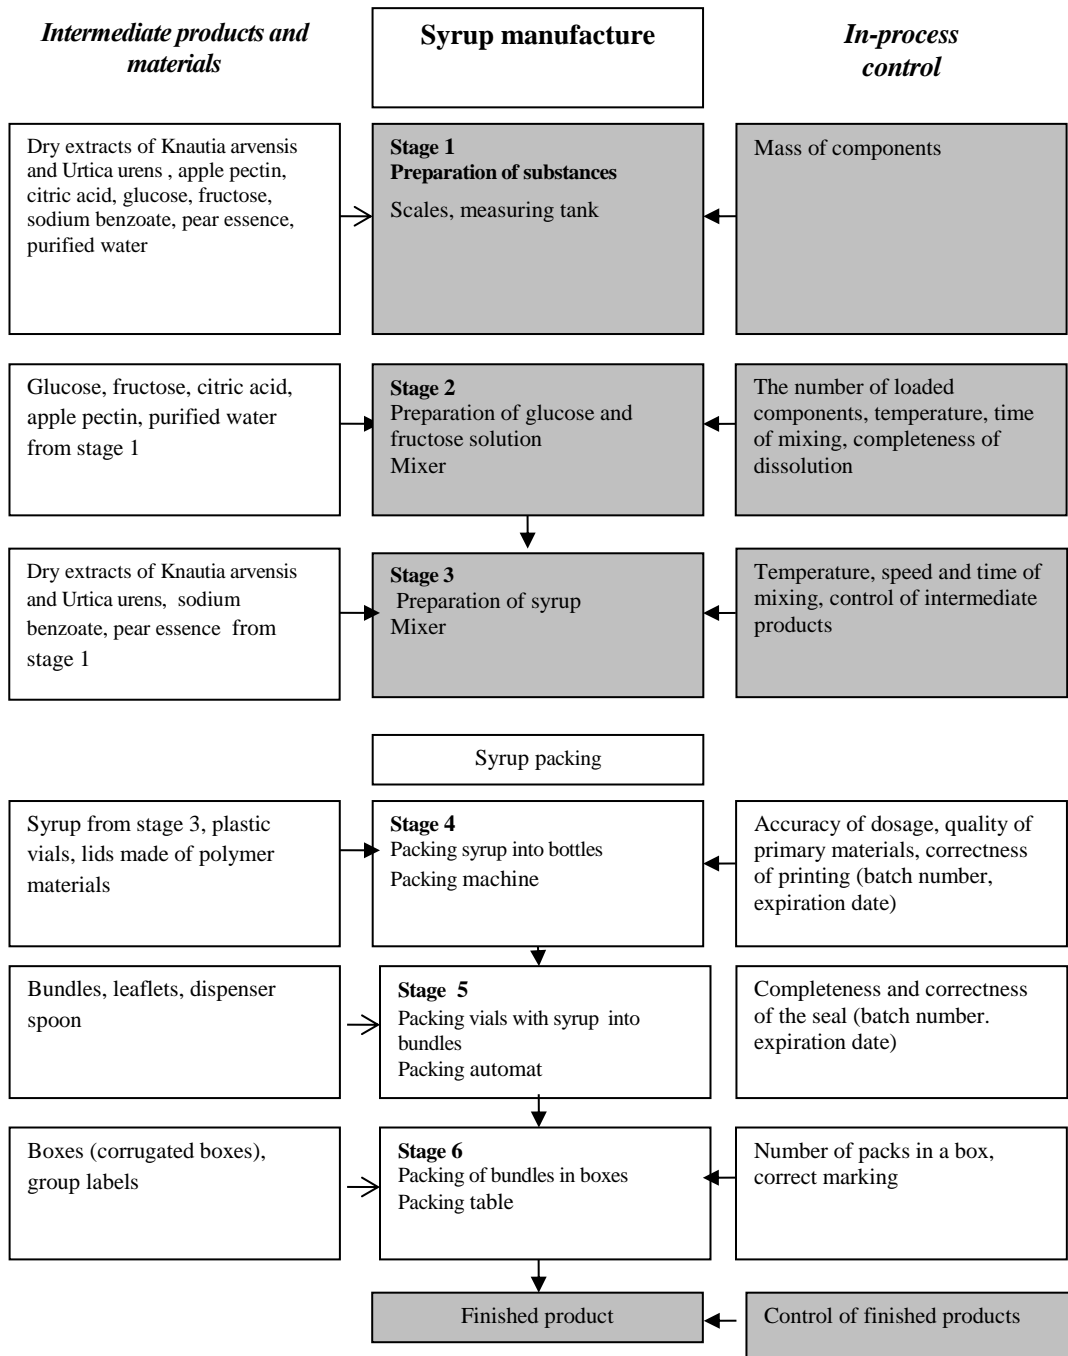 Intermediate products and
materials
Syrup manufacture
In-process
control
Dry extracts of Knautia arvensis
and Urtica urens , apple pectin,
citric acid, glucose, fructose,
sodium benzoate, pear essence,
purified water
Stage 1
Preparation of substances
Scales, measuring tank
Mass of components
Glucose, fructose, citric acid,
apple pectin, purified water
from stage 1
Stage 2
Preparation of glucose and
fructose solution
Mixer
The number of loaded
components, temperature, time
of mixing, completeness of
dissolution
Dry extracts of Knautia arvensis
and Urtica urens, sodium
benzoate, pear essence from
stage 1
Stage 3
Preparation of syrup
Mixer
Temperature, speed and time of
mixing, control of intermediate
products
Syrup packing
Syrup from stage 3, plastic
vials, lids made of polymer
materials
Stage 4
Packing syrup into bottles
Packing machine
Accuracy of dosage, quality of
primary materials, correctness
of printing (batch number,
expiration date)
Bundles, leaflets, dispenser
spoon
Stage 5
Packing vials with syrup into
bundles
Packing automat
Completeness and correctness
of the seal (batch number.
expiration date)
Boxes (corrugated boxes),
group labels
Stage 6
Packing of bundles in boxes
Packing table
Number of packs in a box,
correct marking
Finished product
Control of finished products